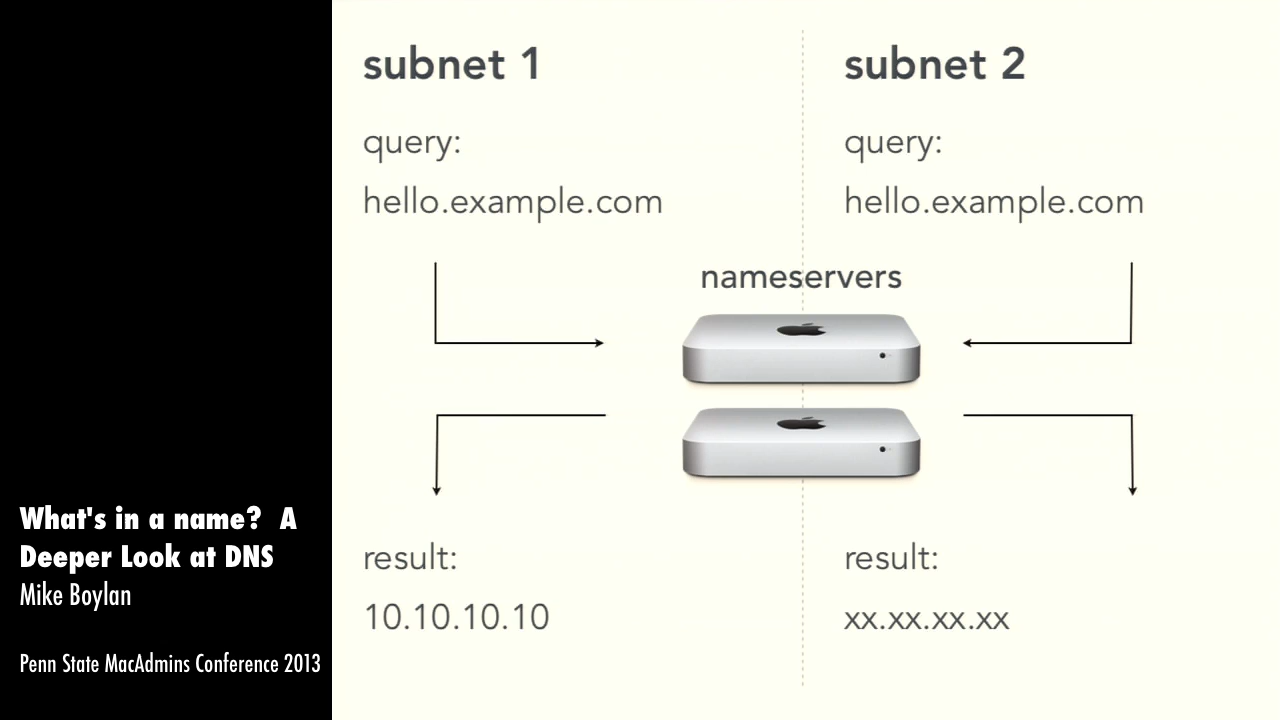 subnet 1
query:
hello.example.com
subnet 2
query:
hello.example.com
nameservers
result:
10.10.10.10
result:
xx.xx.xx.xx
What's in a name?  A
Deeper Look at DNS
Mike Boylan
Penn State MacAdmins Conference 2013